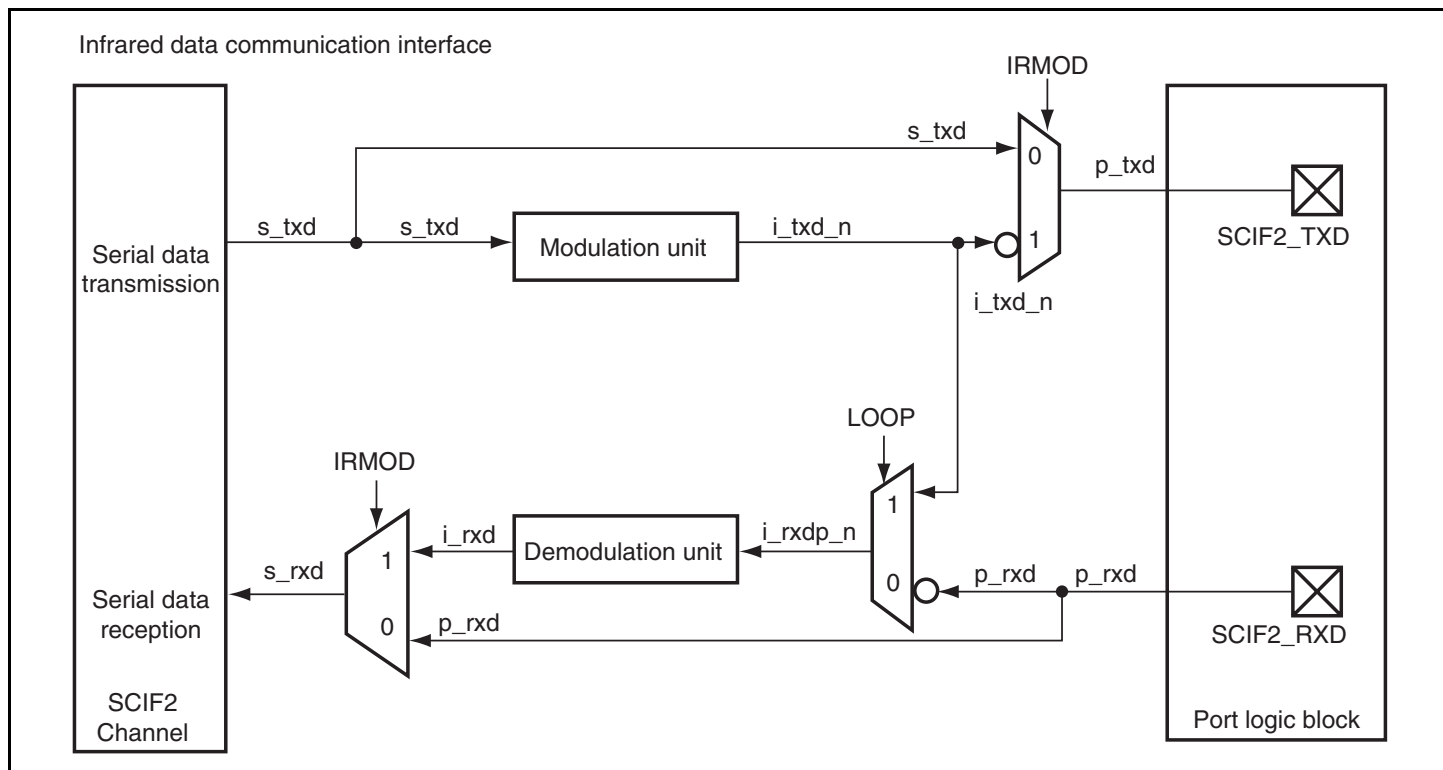 Infrared data communication interface
IRMOD
s_txd
0
p_txd
s_txd
s_txd
Modulation unit
i_txd_n
1
SCIF2_TXD
Serial data
transmission
i_txd_n
LOOP
IRMOD
1
i_rxd
Demodulation unit
i_rxdp_n
1
s_rxd
0
p_rxd
p_rxd
Serial data
reception
0
p_rxd
SCIF2_RXD
SCIF2
Channel
Port logic block